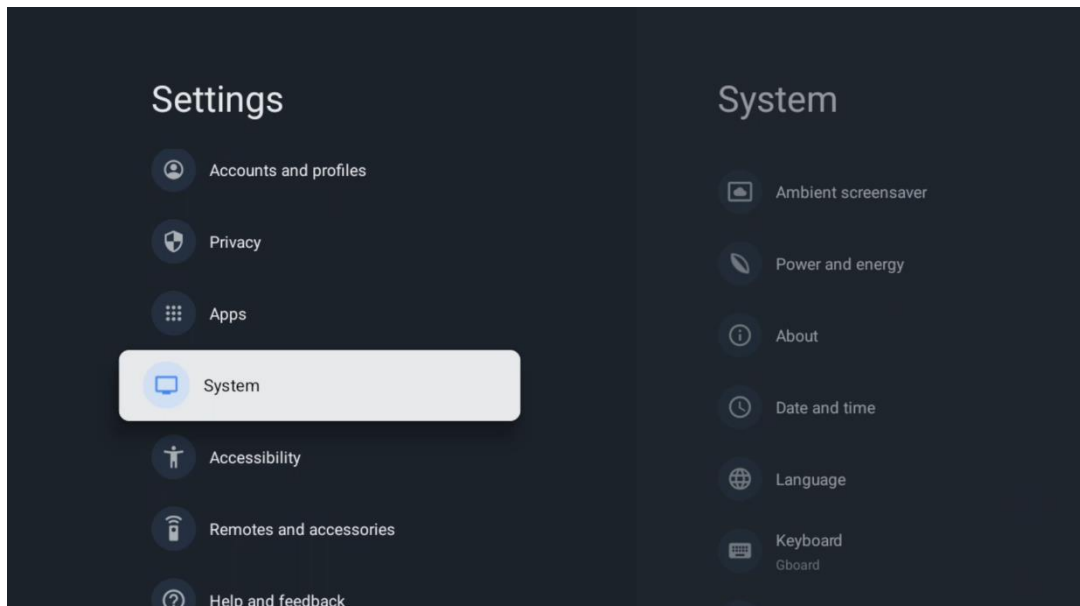 Settings
Accounts and profiles
Privacy
Apps
System
Accessibility
Remotes and accessories
Help and feedback
System
Ambient screensaver
Power and energy
About
Date and time
Language
Keyboard
Gboard